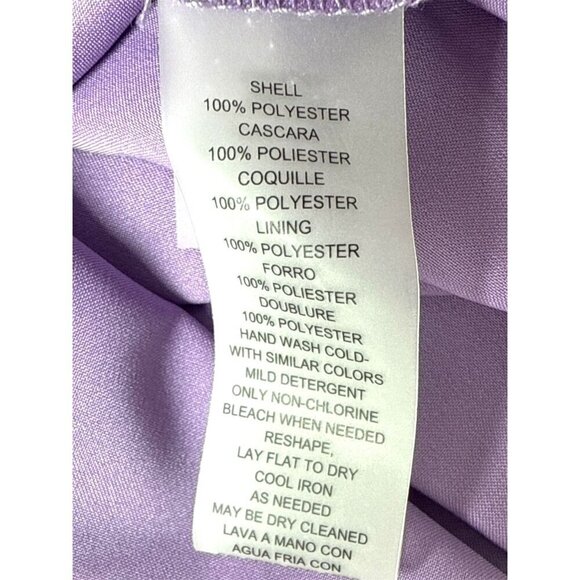 SHELL
100% POLYESTER
CASCARA
100% POLIESTER
COQUILLE
100% POLYESTER
LINING
100% POLYESTER
FORRO
100% POLIESTER
DOUBLURE
100% POLYESTER
HAND WASH COLD-
WITH SIMILAR COLORS
MILD DETERGENT
ONLY NON-CHLORINE
BLEACH WHEN NEEDED
RESHAPE,
LAY FLAT TO DRY
COOL IRON
AS NEEDED
MAY BE DRY CLEANED
LAVA A MANO CON
AGUA FRIA CON